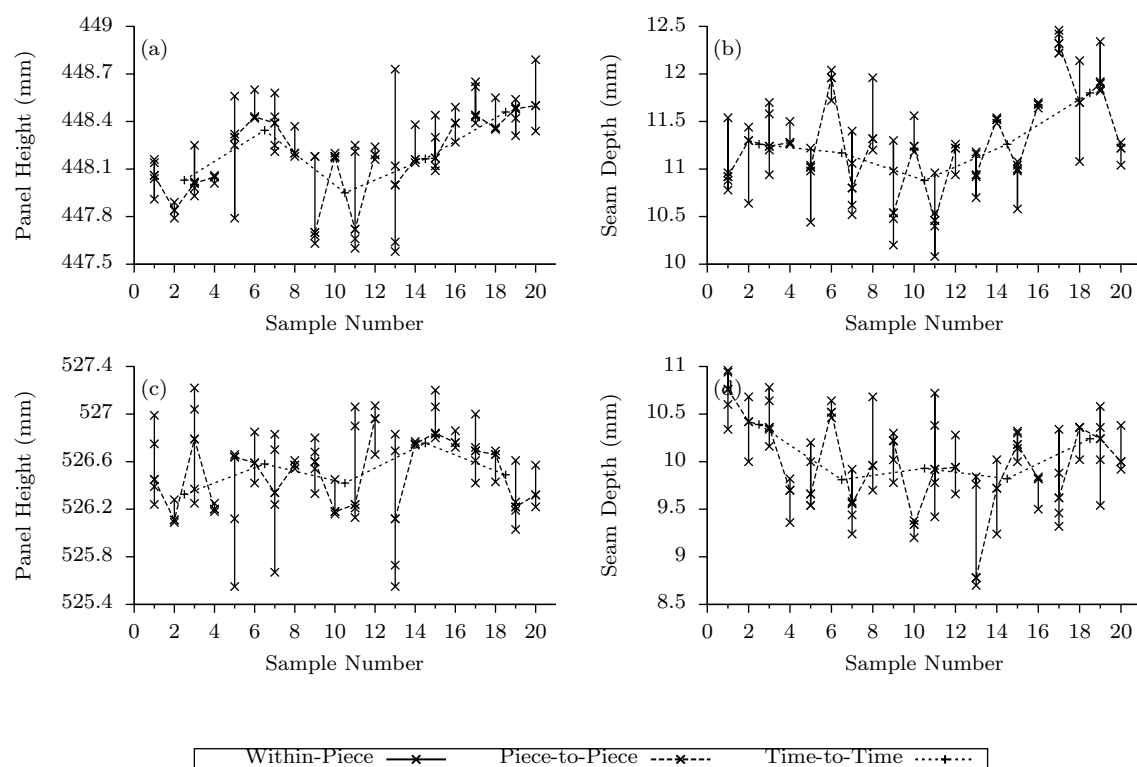 449
448.7
448.4
448.1
447.8
447.5
Panel Height (mm)
(a)
0 2 4 6 8 10 12 14 16 18 20
Sample Number
12.5
12
11.5
11
10.5
10
Seam Depth (mm)
(b)
0 2 4 6 8 10 12 14 16 18 20
Sample Number
527.4
527
526.6
526.2
525.8
525.4
Panel Height (mm)
(c)
0 2 4 6 8 10 12 14 16 18 20
Sample Number
11
10.5
10
9.5
9
8.5
Seam Depth (mm)
0 2 4 6 8 10 12 14 16 18 20
Sample Number
Within-Piece Piece-to-Piece Time-to-Time